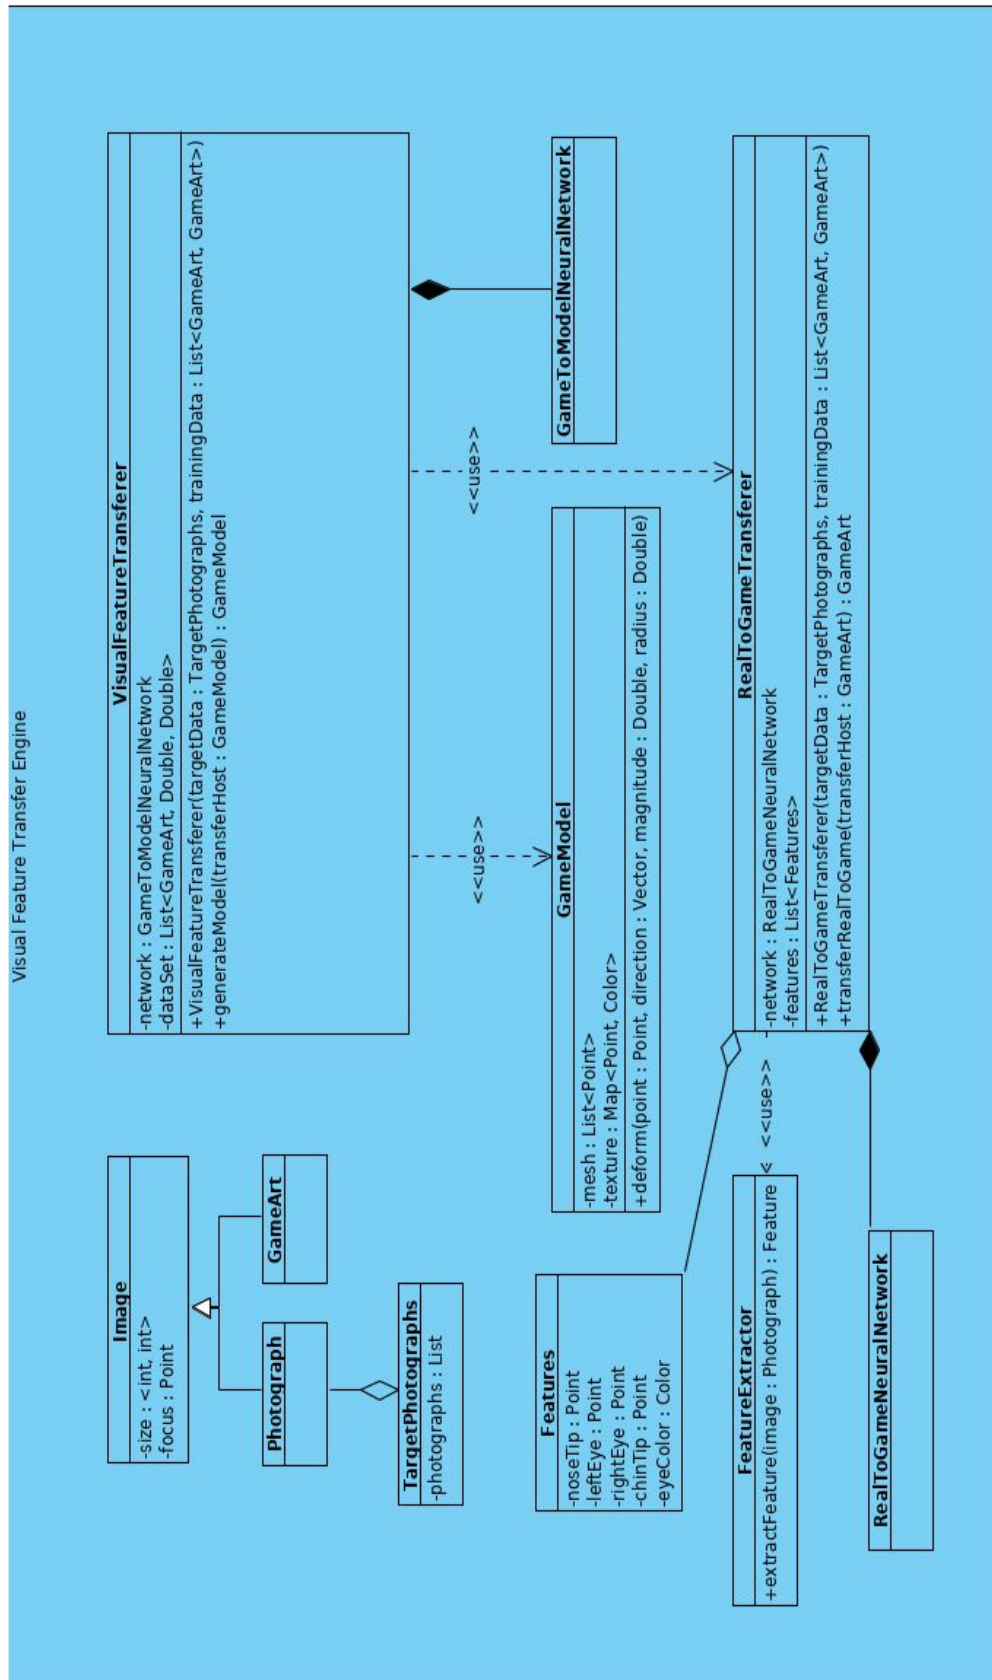 Visual Feature Transfer Engine
Image
-size : <int, int>
-focus : Point
Photograph
GameArt
TargetPhotographs
-photographs : List
VisualFeatureTransferer
-network : GameToModelNeuralNetwork
-dataSet : List<GameArt, Double, Double>
+VisualFeatureTransferer(targetData : TargetPhotographs, trainingData : List<GameArt, GameArt>)
+generateModel(transferHost : GameModel) : GameModel
<<use>>
<<use>>
GameModel
-mesh : List<Point>
-texture : Map<Point, Color>
+deform(point : Point, direction : Vector, magnitude : Double, radius : Double)
GameToModelNeuralNetwork
Features
-noseTip : Point
-leftEye : Point
-rightEye : Point
-chinTip : Point
-eyeColor : Color
FeatureExtractor
+extractFeature(image : Photograph) : Feature
<<use>>
RealToGameTransferer
-network : RealToGameNeuralNetwork
-features : List<Features>
+RealToGameTransferer(targetData : TargetPhotographs, trainingData : List<GameArt, GameArt>)
+transferRealToGame(transferHost : GameArt) : GameArt
RealToGameNeuralNetwork